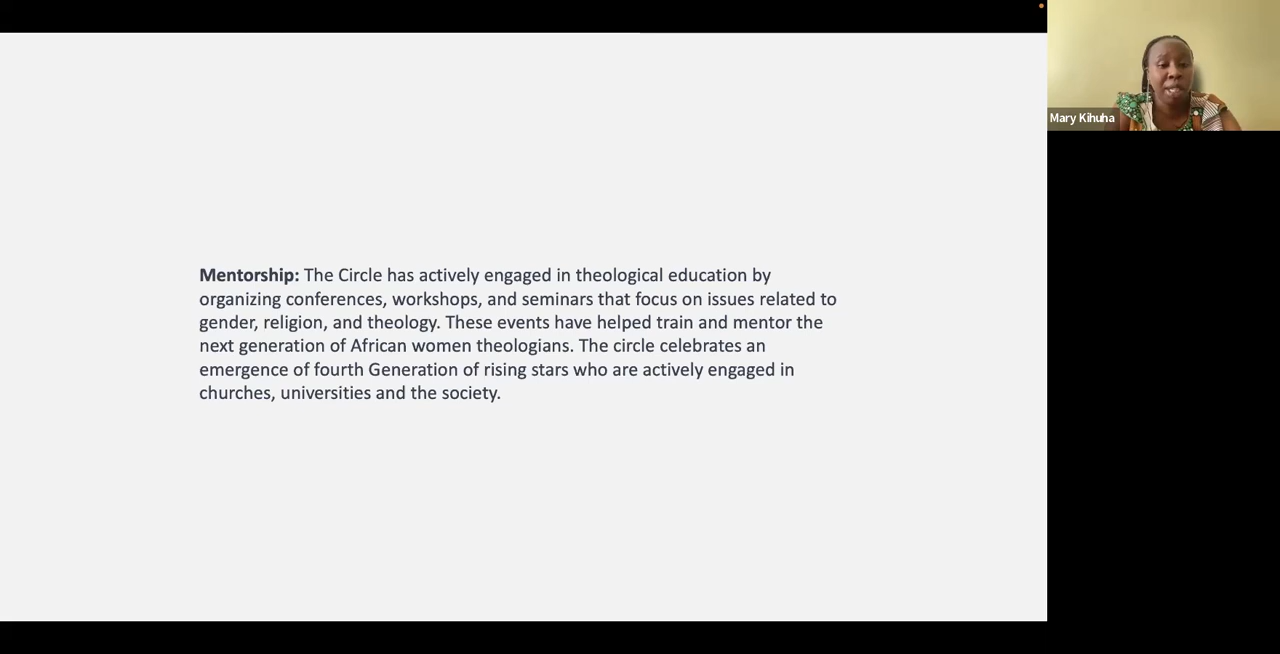 Mentorship: The Circle has actively engaged in theological education by
organizing conferences, workshops, and seminars that focus on issues related to
gender, religion, and theology. These events have helped train and mentor the
next generation of African women theologians. The circle celebrates an
emergence of fourth Generation of rising stars who are actively engaged in
churches, universities and the society.
Mary Kihuha